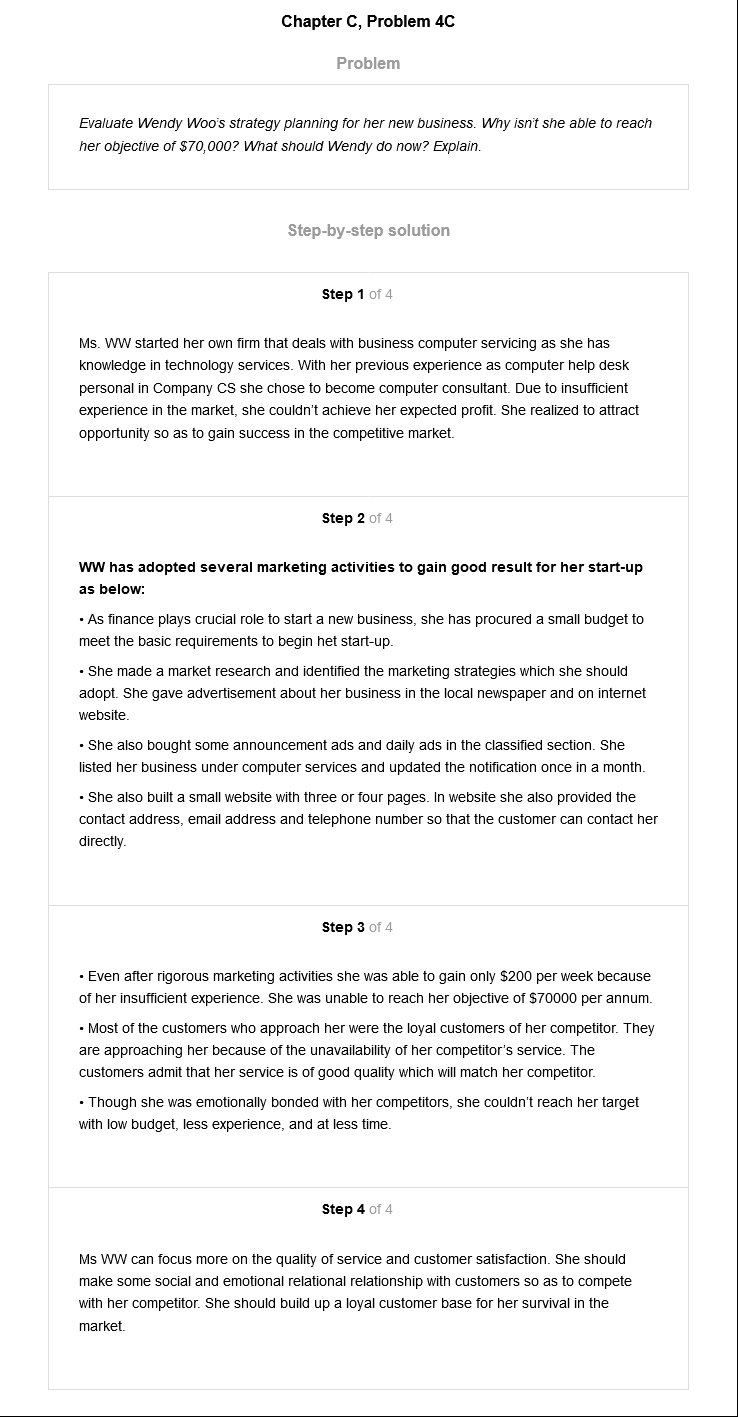 Chapter C, Problem 4C
Problem
Evaluate Wendy Woo's strategy planning for her new business. Why isn't she able to reach
her objective of $70,000? What should Wendy do now? Explain.
Step-by-step solution
Step 1 of 4
Ms. WW started her own firm that deals with business computer servicing as she has
knowledge in technology services. With her previous experience as computer help desk
personal in Company CS she chose to become computer consultant. Due to insufficient
experience in the market, she couldn't achieve her expected profit. She realized to attract
opportunity so as to gain success in the competitive market.
Step 2 of 4
WW has adopted several marketing activities to gain good result for her start-up
as below:
• As finance plays crucial role to start a new business, she has procured a small budget to
meet the basic requirements to begin het start-up.
• She made a market research and identified the marketing strategies which she should
adopt. She gave advertisement about her business in the local newspaper and on internet
website.
• She also bought some announcement ads and daily ads in the classified section. She
listed her business under computer services and updated the notification once in a month.
• She also built a small website with three or four pages. In website she also provided the
contact address, email address and telephone number so that the customer can contact her
directly.
Step 3 of 4
• Even after rigorous marketing activities she was able to gain only $200 per week because
of her insufficient experience. She was unable to reach her objective of $70000 per annum.
• Most of the customers who approach her were the loyal customers of her competitor. They
are approaching her because of the unavailability of her competitor's service. The
customers admit that her service is of good quality which will match her competitor.
• Though she was emotionally bonded with her competitors, she couldn't reach her target
with low budget, less experience, and at less time.
Step 4 of 4
Ms WW can focus more on the quality of service and customer satisfaction. She should
make some social and emotional relational relationship with customers so as to compete
with her competitor. She should build up a loyal customer base for her survival in the
market.